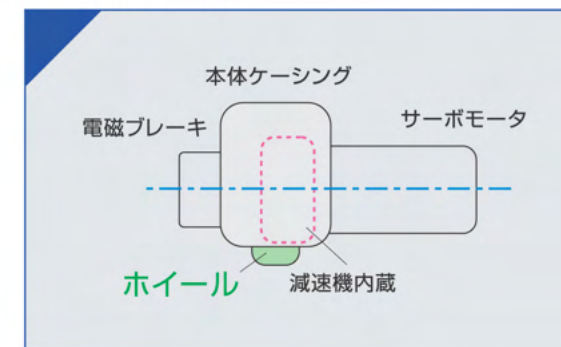 本体ケーシング
電磁ブレーキ
サーボモータ
ホイール
減速機内蔵